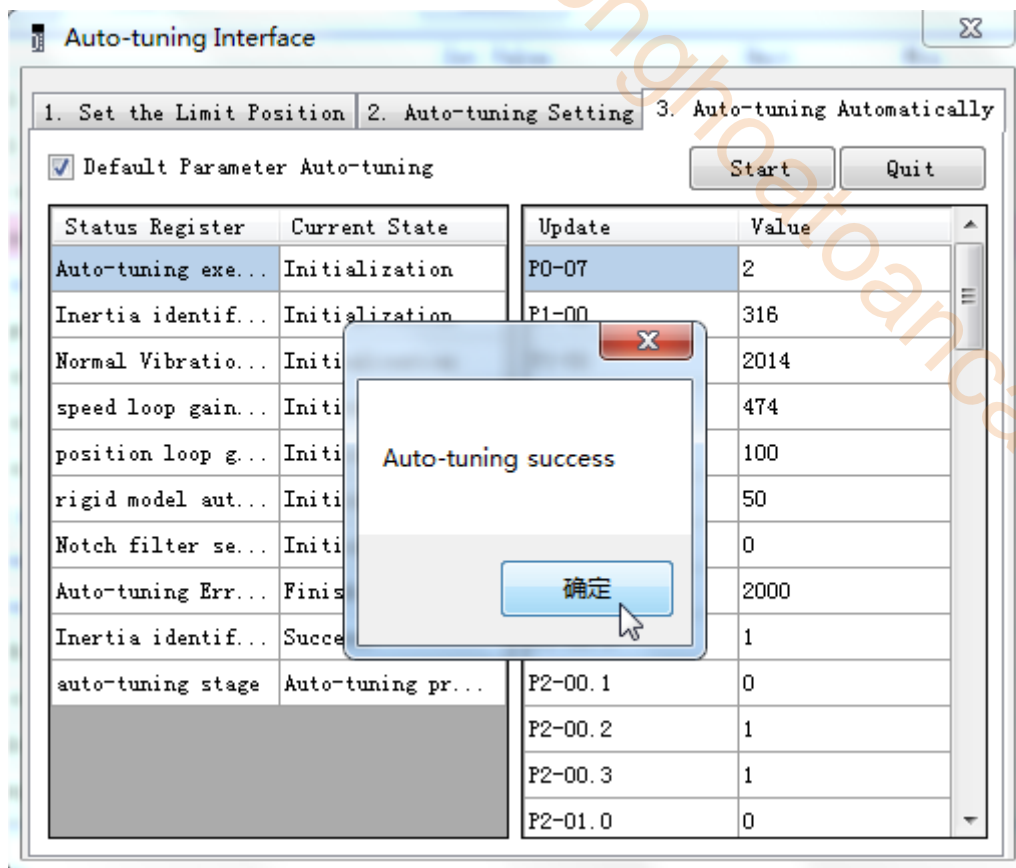 Auto-tuning Interface
1. Set the Limit Position 2. Auto-tuning Setting 3. Auto-tuning Automatically
Default Parameter Auto-tuning Start Quit
Status Register Current State Update Value
Auto-tuning exe... Initialization P0-07 2
Inertia identif... Initialization P1-00 316
Normal Vibratio... Initi 2014
speed loop gain... Initi 474
position loop g... Initi 100
Auto-tuning success
rigid model aut... Initi 50
Notch filter se... Initi 0
Auto-tuning Err... Finis 2000
确定
Inertia identif... Succe 1
auto-tuning stage Auto-tuning pr... P2-00.1 0
P2-00.2 1
P2-00.3 1
P2-01.0 0